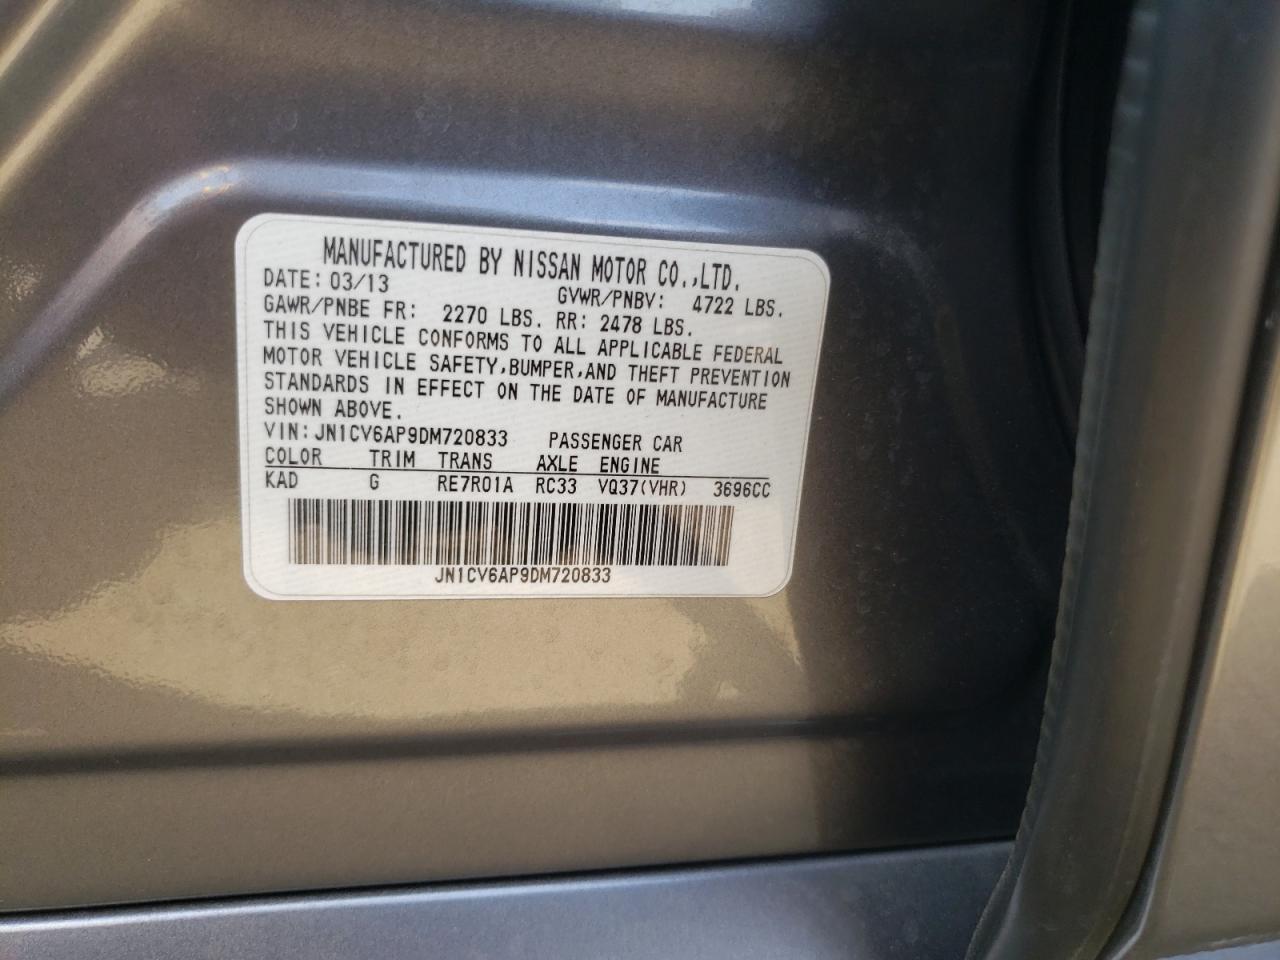 MANUFACTURED BY NISSAN MOTOR CO.,LTD.
DATE: 03/13 GVWR/PNBV: 4722 LBS.
GAWR/PNBE FR: 2270 LBS. RR: 2478 LBS.
THIS VEHICLE CONFORMS TO ALL APPLICABLE FEDERAL
MOTOR VEHICLE SAFETY,BUMPER,AND THEFT PREVENTION
STANDARDS IN EFFECT ON THE DATE OF MANUFACTURE
SHOWN ABOVE.
VIN: JN1CV6AP9DM720833 PASSENGER CAR
COLOR TRIM TRANS AXLE ENGINE
KAD G RE7R01A RC33 VQ37(VHR) 3696CC
JN1CV6AP9DM720833